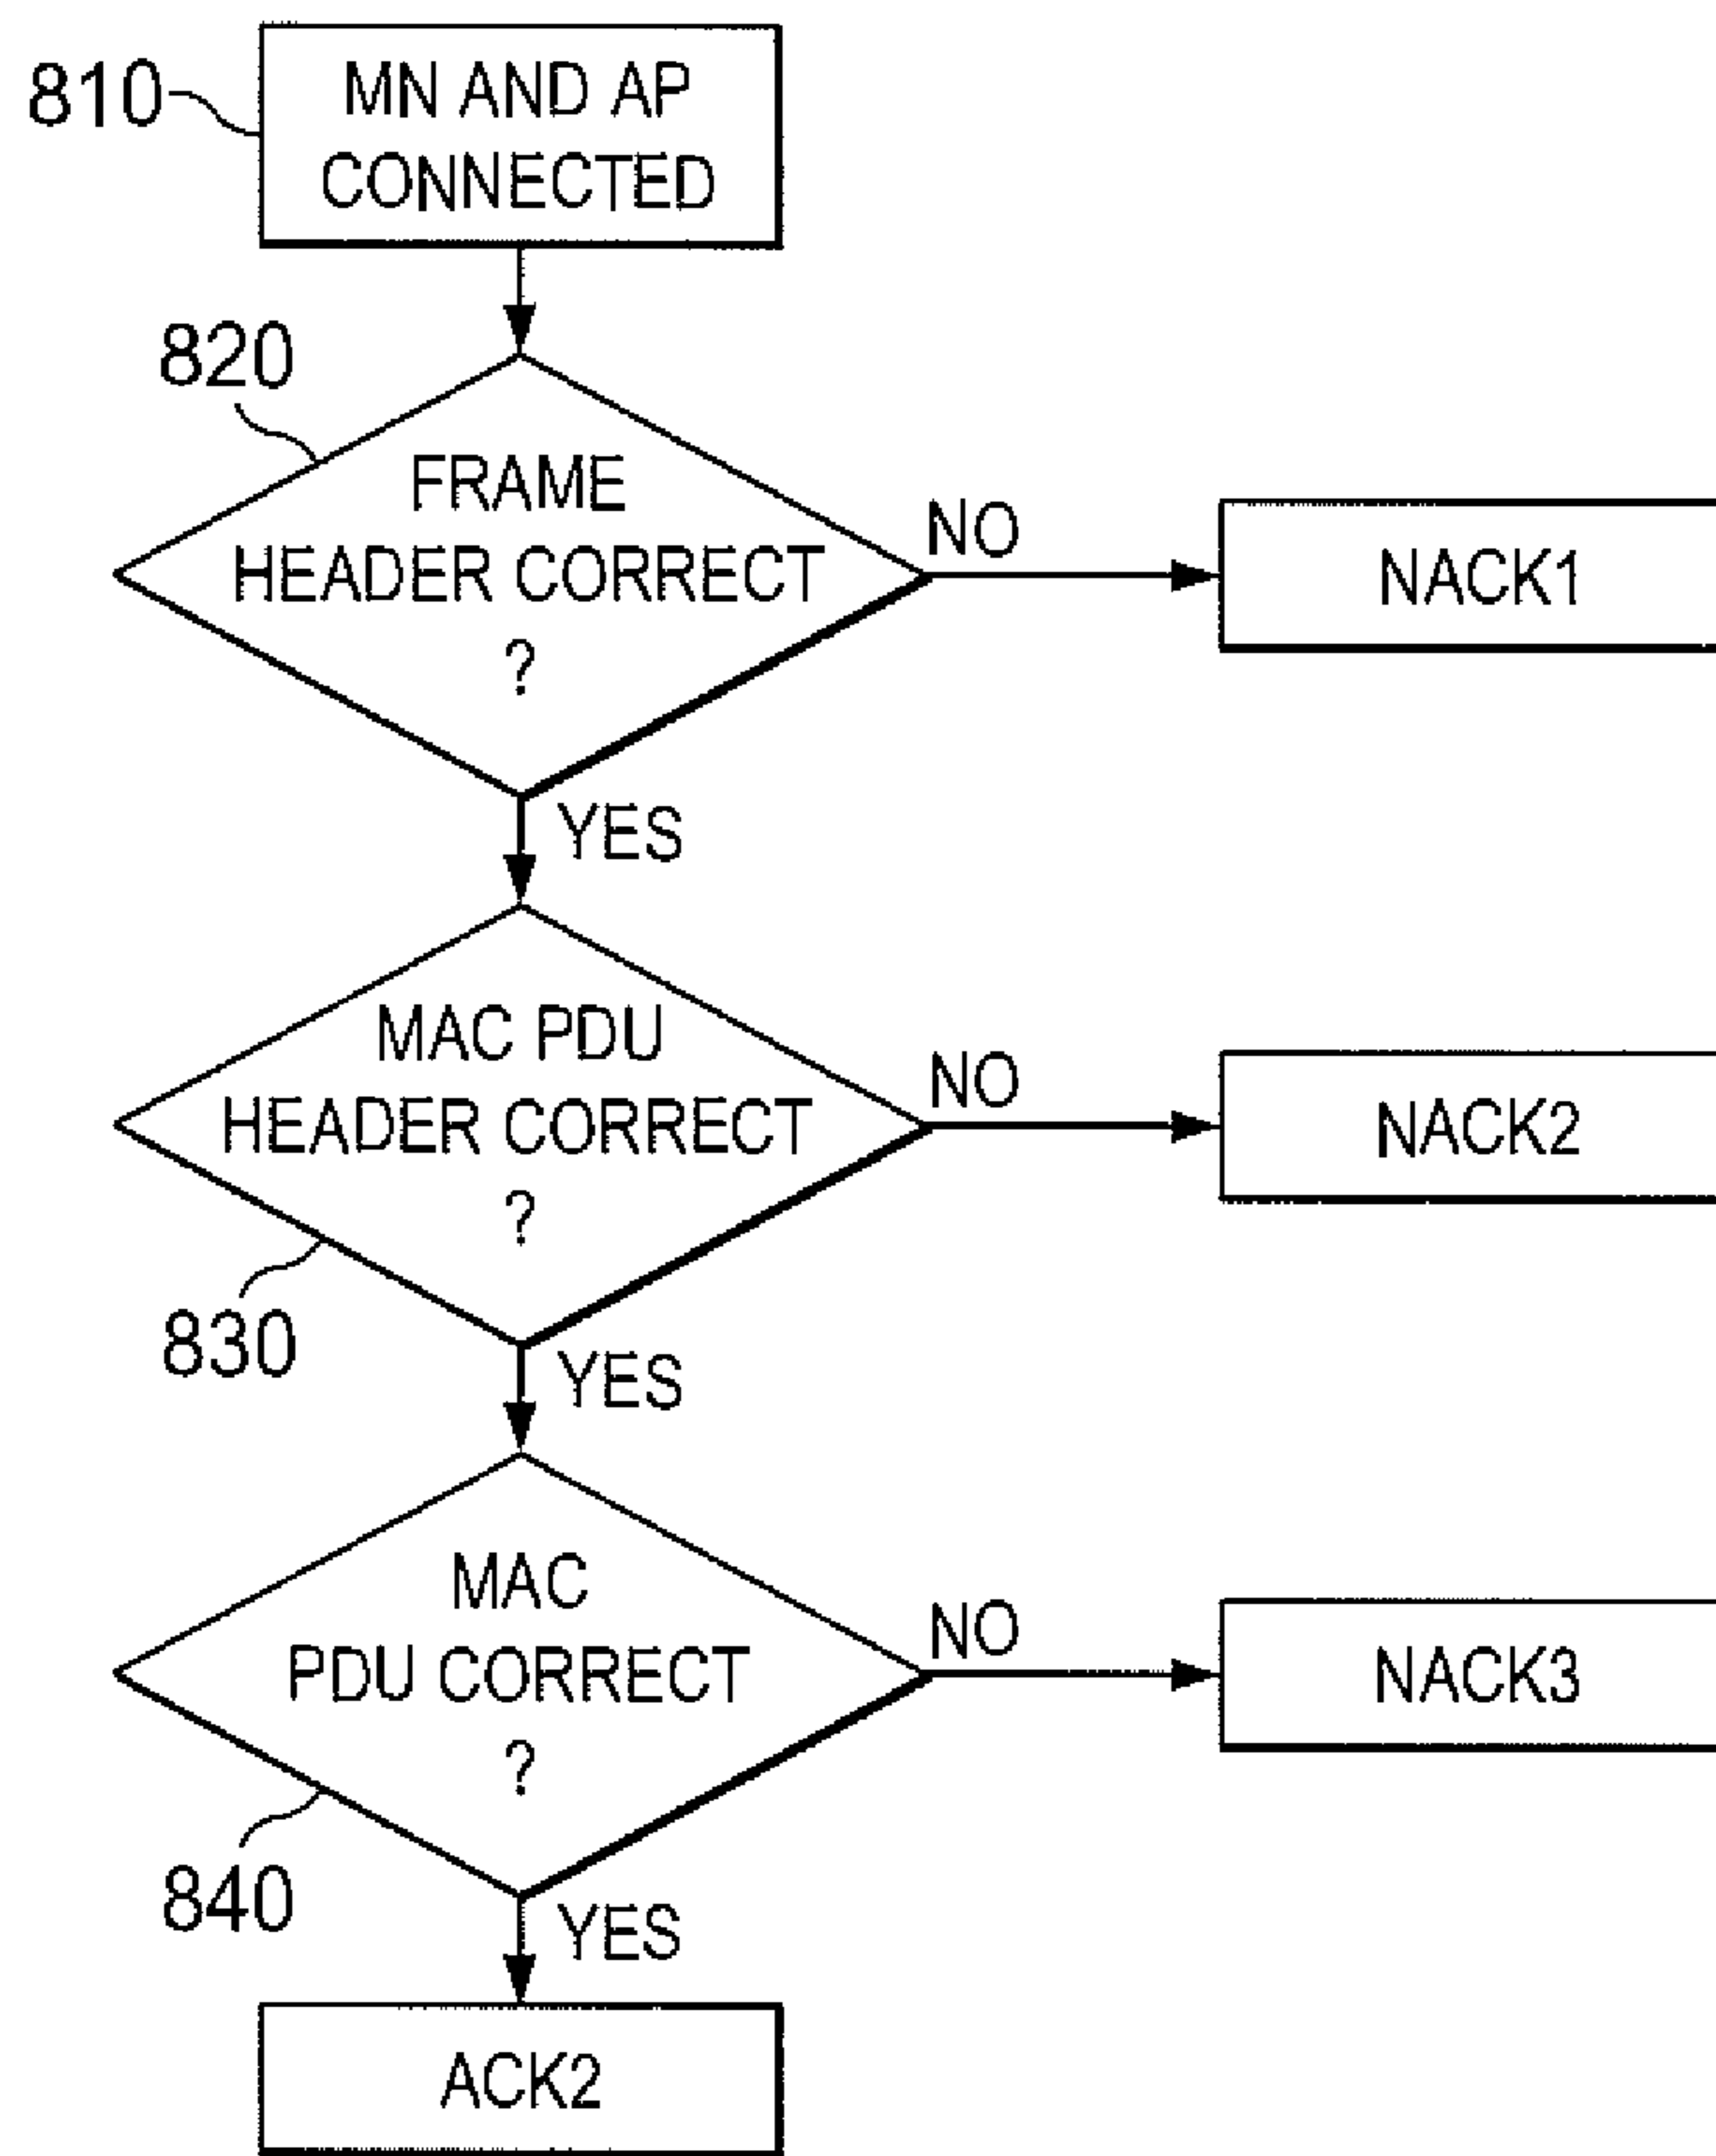 810
MN AND AP
CONNECTED
820
FRAME
HEADER CORRECT
?
NO
NACK1
YES
MAC PDU
HEADER CORRECT
?
NO
NACK2
830
YES
MAC
PDU CORRECT
?
NO
NACK3
840
YES
ACK2